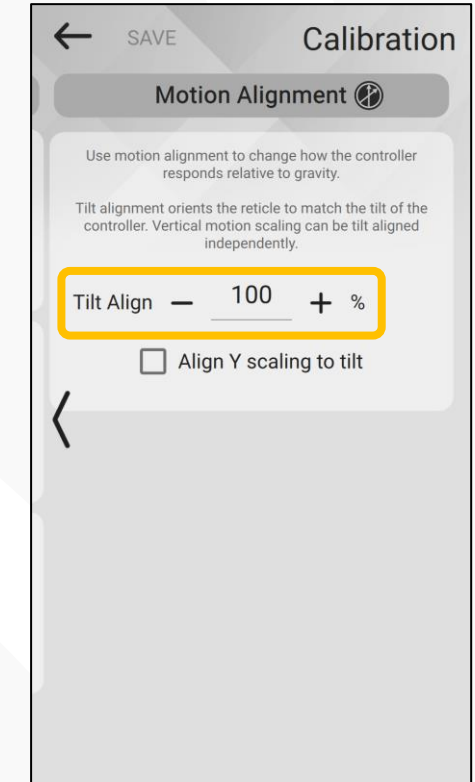 SAVE Calibration
Motion Alignment
Use motion alignment to change how the controller
responds relative to gravity.
Tilt alignment orients the reticle to match the tilt of the
controller. Vertical motion scaling can be tilt aligned
independently.
Tilt Align — 100 + %
Align Y scaling to tilt